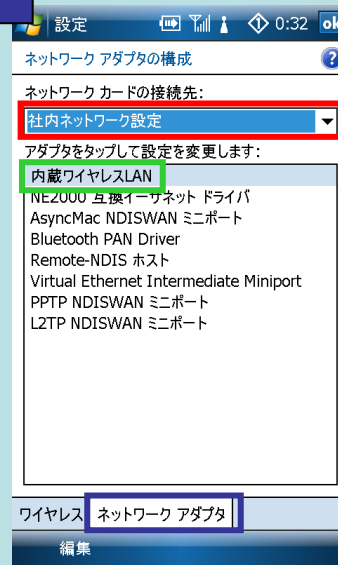 設定 0:32 ok
ネットワーク アダプタの構成 ?
ネットワーク カードの接続先:
社内ネットワーク設定
アダプタをタップして設定を変更します:
内蔵ワイヤレスLAN
NE2000 互換イーサネット ドライバ
AsyncMac NDISWAN ミニポート
Bluetooth PAN Driver
Remote-NDIS ホスト
Virtual Ethernet Intermediate Miniport
PPTP NDISWAN ミニポート
L2TP NDISWAN ミニポート
ワイヤレス ネットワーク アダプタ
編集